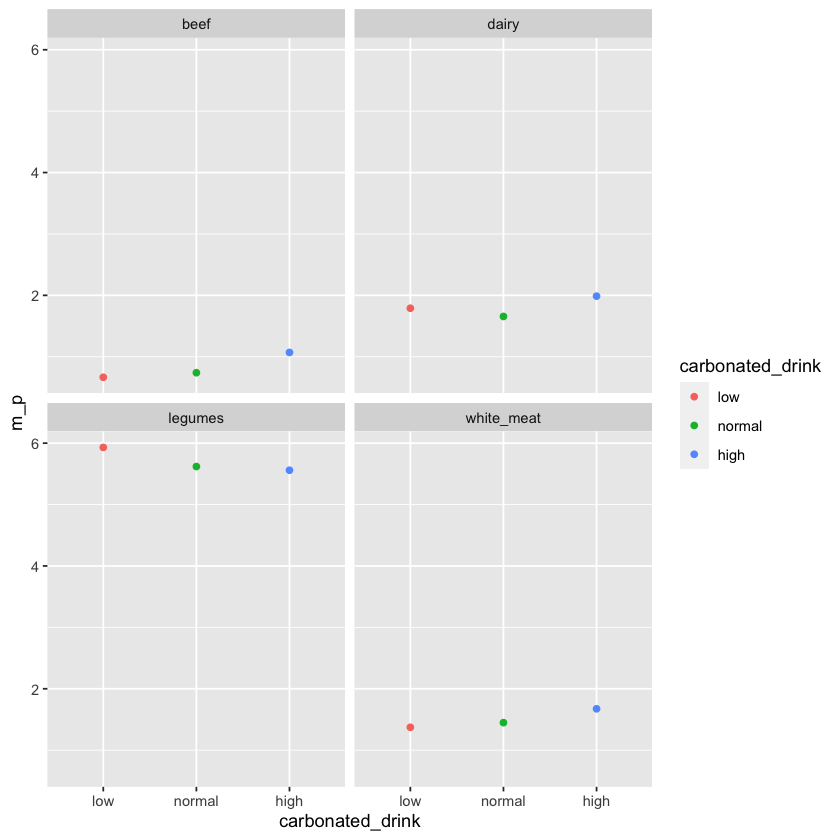 beef
dairy
6
4
2
m_p
legumes
white_meat
6
4
2
low normal high
low normal high
carbonated_drink
carbonated_drink
low
normal
high